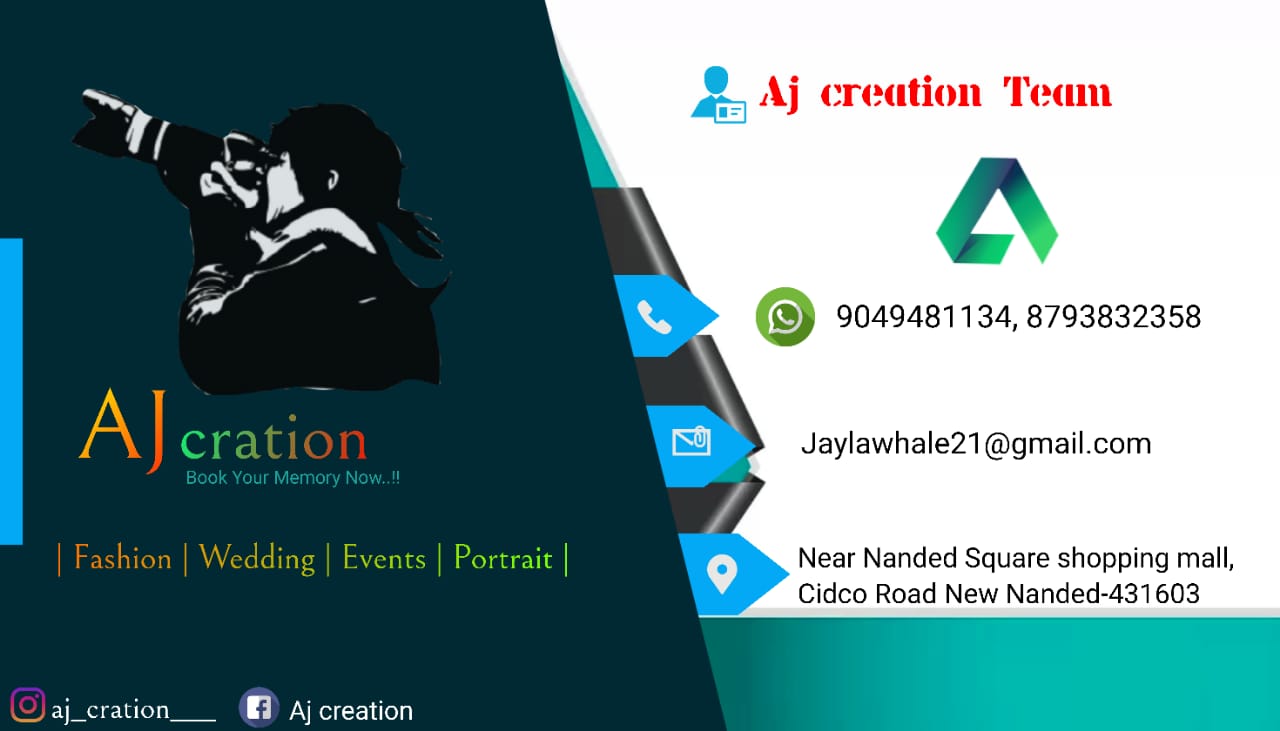 AJ cration
Book Your Memory Now..!!
| Fashion | Wedding | Events | Portrait |
aj_cration___
Aj creation
Aj creation Team
9049481134, 8793832358
Jaylawhale21@gmail.com
Near Nanded Square shopping mall,
Cidco Road New Nanded-431603